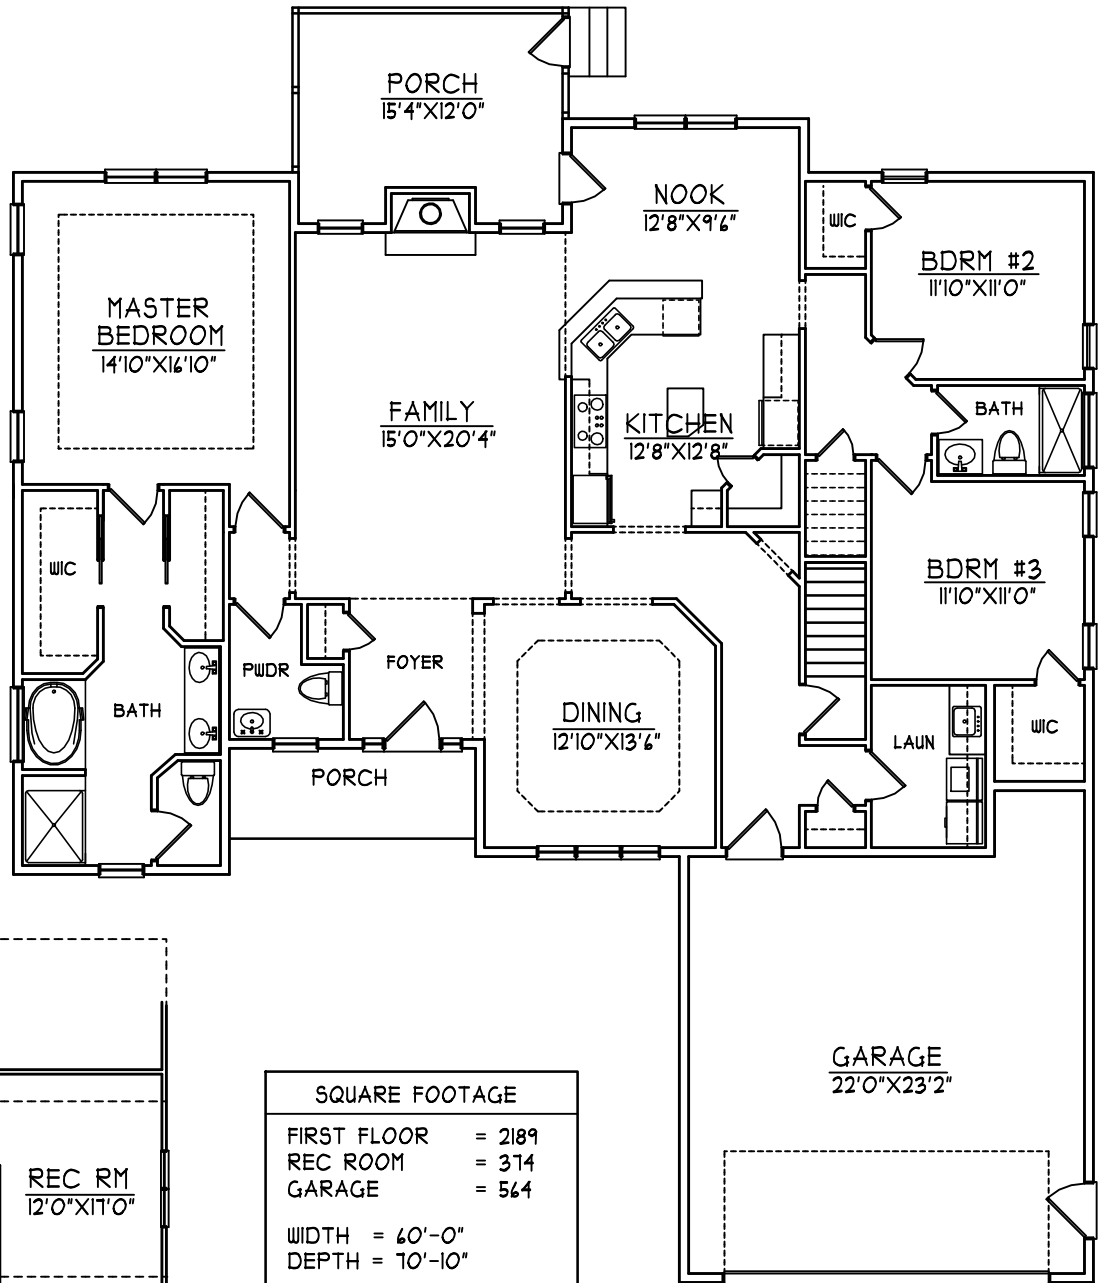 PORCH
15'4"X12'0"
NOOK
12'8"X9'6"
WIC
BDRM #2
11'10"X11'0"
MASTER
BEDROOM
14'10"X16'10"
FAMILY
15'0"X20'4"
KITCHEN
12'8"X12'8"
BATH
WIC
BDRM #3
11'10"X11'0"
PWDR
FOYER
BATH
DINING
12'10"X13'6"
LAUN
WIC
PORCH
GARAGE
22'0"X23'2"
REC RM
12'0"X17'0"
SQUARE FOOTAGE
FIRST FLOOR = 2189
REC ROOM = 374
GARAGE = 564
WIDTH = 60'-0"
DEPTH = 70'-10"